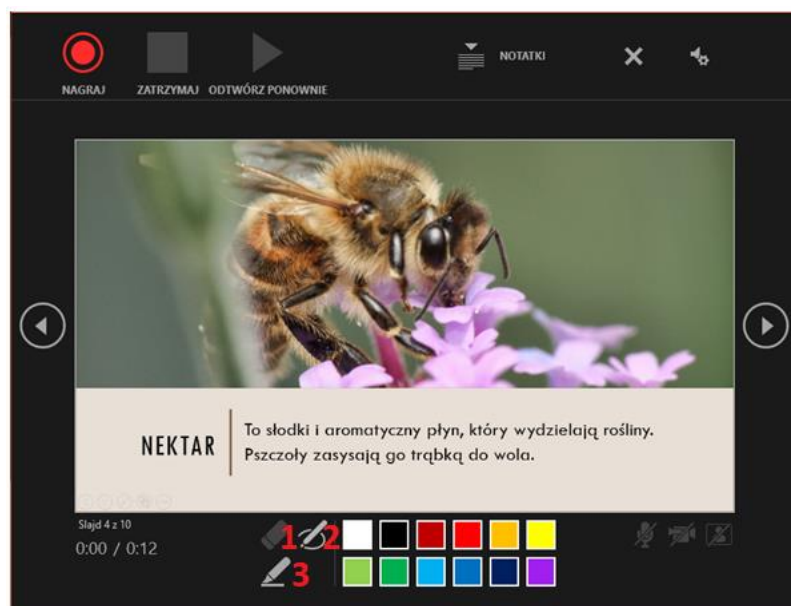 NAGRAJ ZATRZYMAJ ODTWÓRZ PONOWNIE NOTATKI
NEKTAR
To słodki i aromatyczny płyn, który wydzielają rośliny.
Pszczoły zasysają go trąbką do wola.
Slajd 4 z 10
0:00 / 0:12
1 2
3